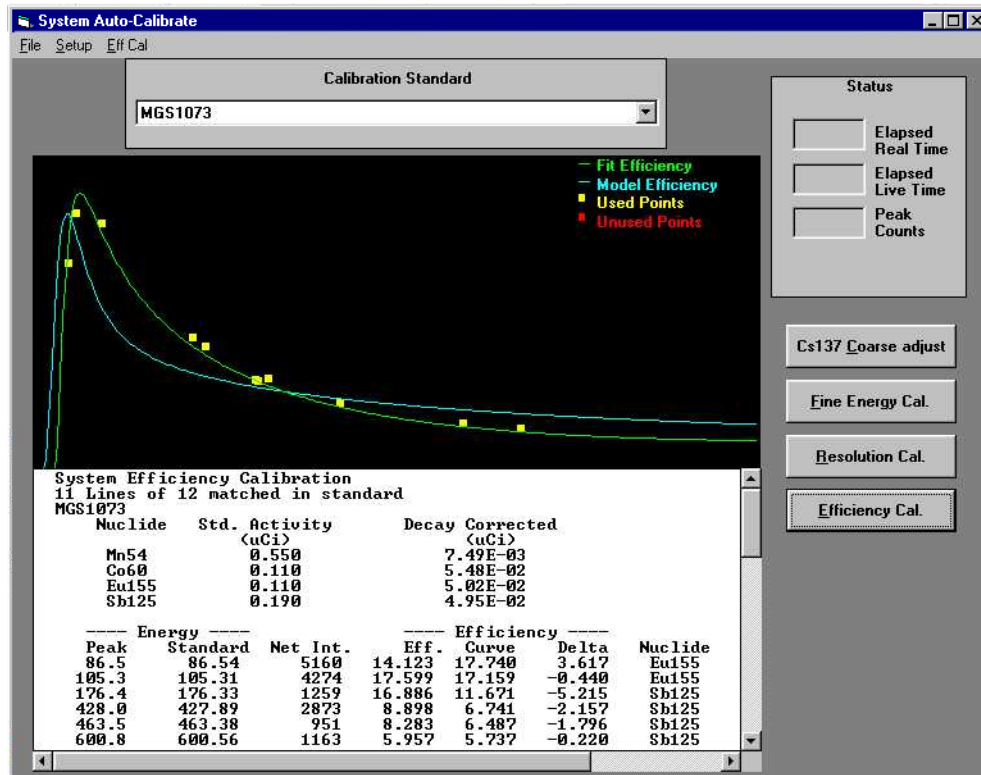 System Auto-Calibrate
File Setup Eff Cal
Calibration Standard
MGS1073
Status
Elapsed
Real Time
Elapsed
Live Time
Peak
Counts
Fit Efficiency
Model Efficiency
Used Points
Unused Points
Cs137 Coarse adjust
Fine Energy Cal.
Resolution Cal.
Efficiency Cal.
System Efficiency Calibration
11 Lines of 12 matched in standard
MGS1073
Nuclide Std. Activity Decay Corrected
(uCi) (uCi)
Mn54 0.550 7.49E-03
Co60 0.110 5.48E-02
Eu155 0.110 5.02E-02
Sb125 0.190 4.95E-02
---- Energy ---- ---- Efficiency ----
Peak Standard Net Int. Eff. Curve Delta Nuclide
86.5 86.54 5160 14.123 17.740 3.617 Eu155
105.3 105.31 4274 17.599 17.159 -0.440 Eu155
176.4 176.33 1259 16.886 11.671 -5.215 Sb125
428.0 427.89 2873 8.898 6.741 -2.157 Sb125
463.5 463.38 951 8.283 6.487 -1.796 Sb125
600.8 600.56 1163 5.957 5.737 -0.220 Sb125